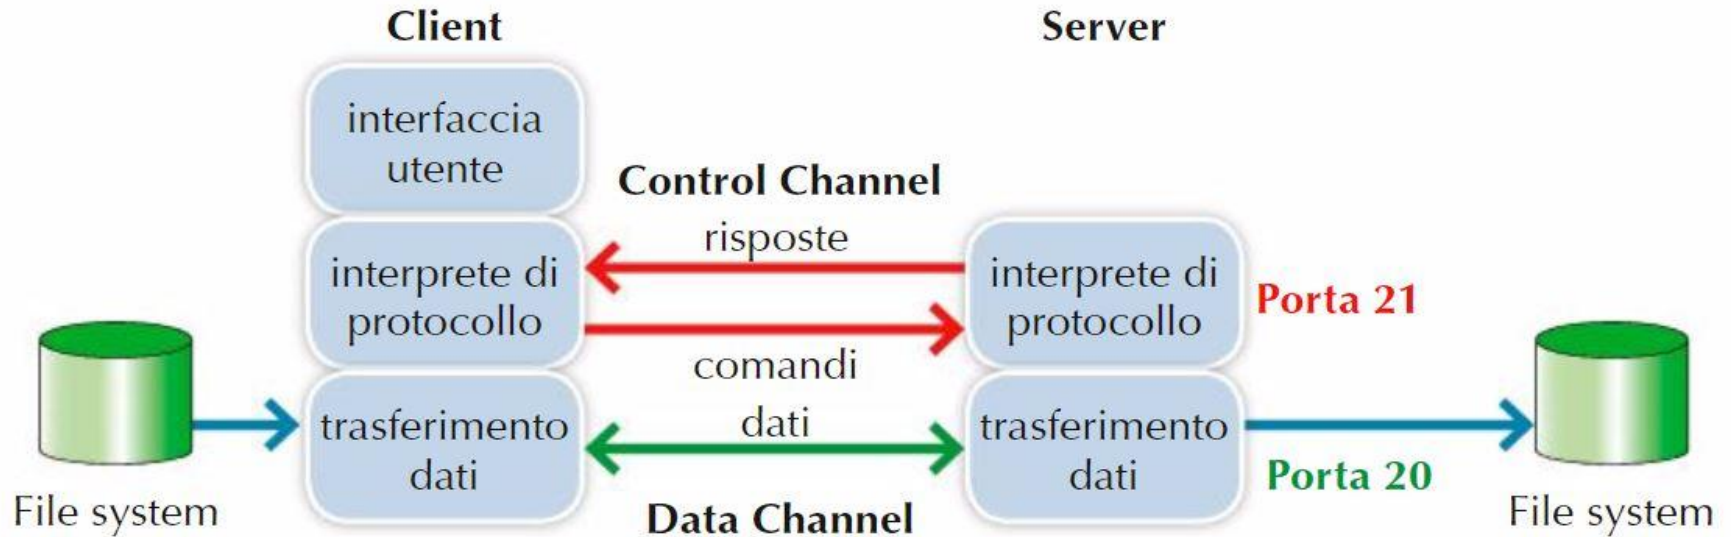 Client
Server
interfaccia
utente
Control Channel
risposte
interprete di
protocollo
interprete di
protocollo
Porta 21
comandi
dati
trasferimento
dati
trasferimento
dati
Porta 20
File system
Data Channel
File system